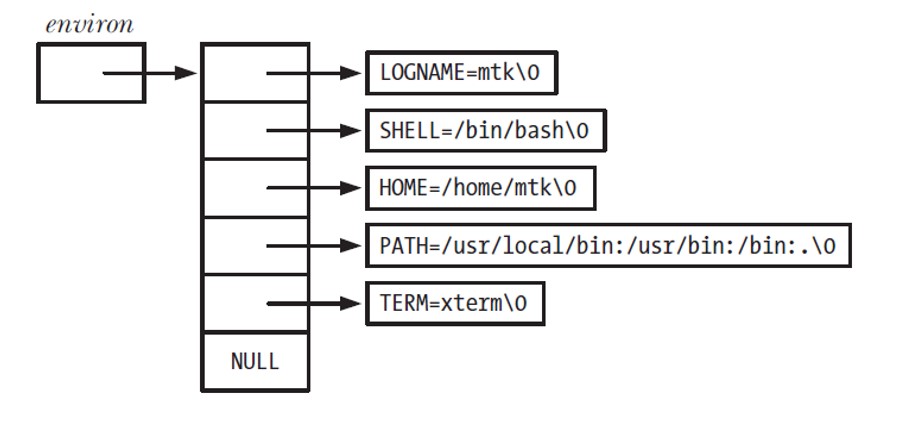 environ
LOGNAME=mtk\0
SHELL=/bin/bash\0
HOME=/home/mtk\0
PATH=/usr/local/bin:/usr/bin:/bin:.\0
TERM=xterm\0
NULL